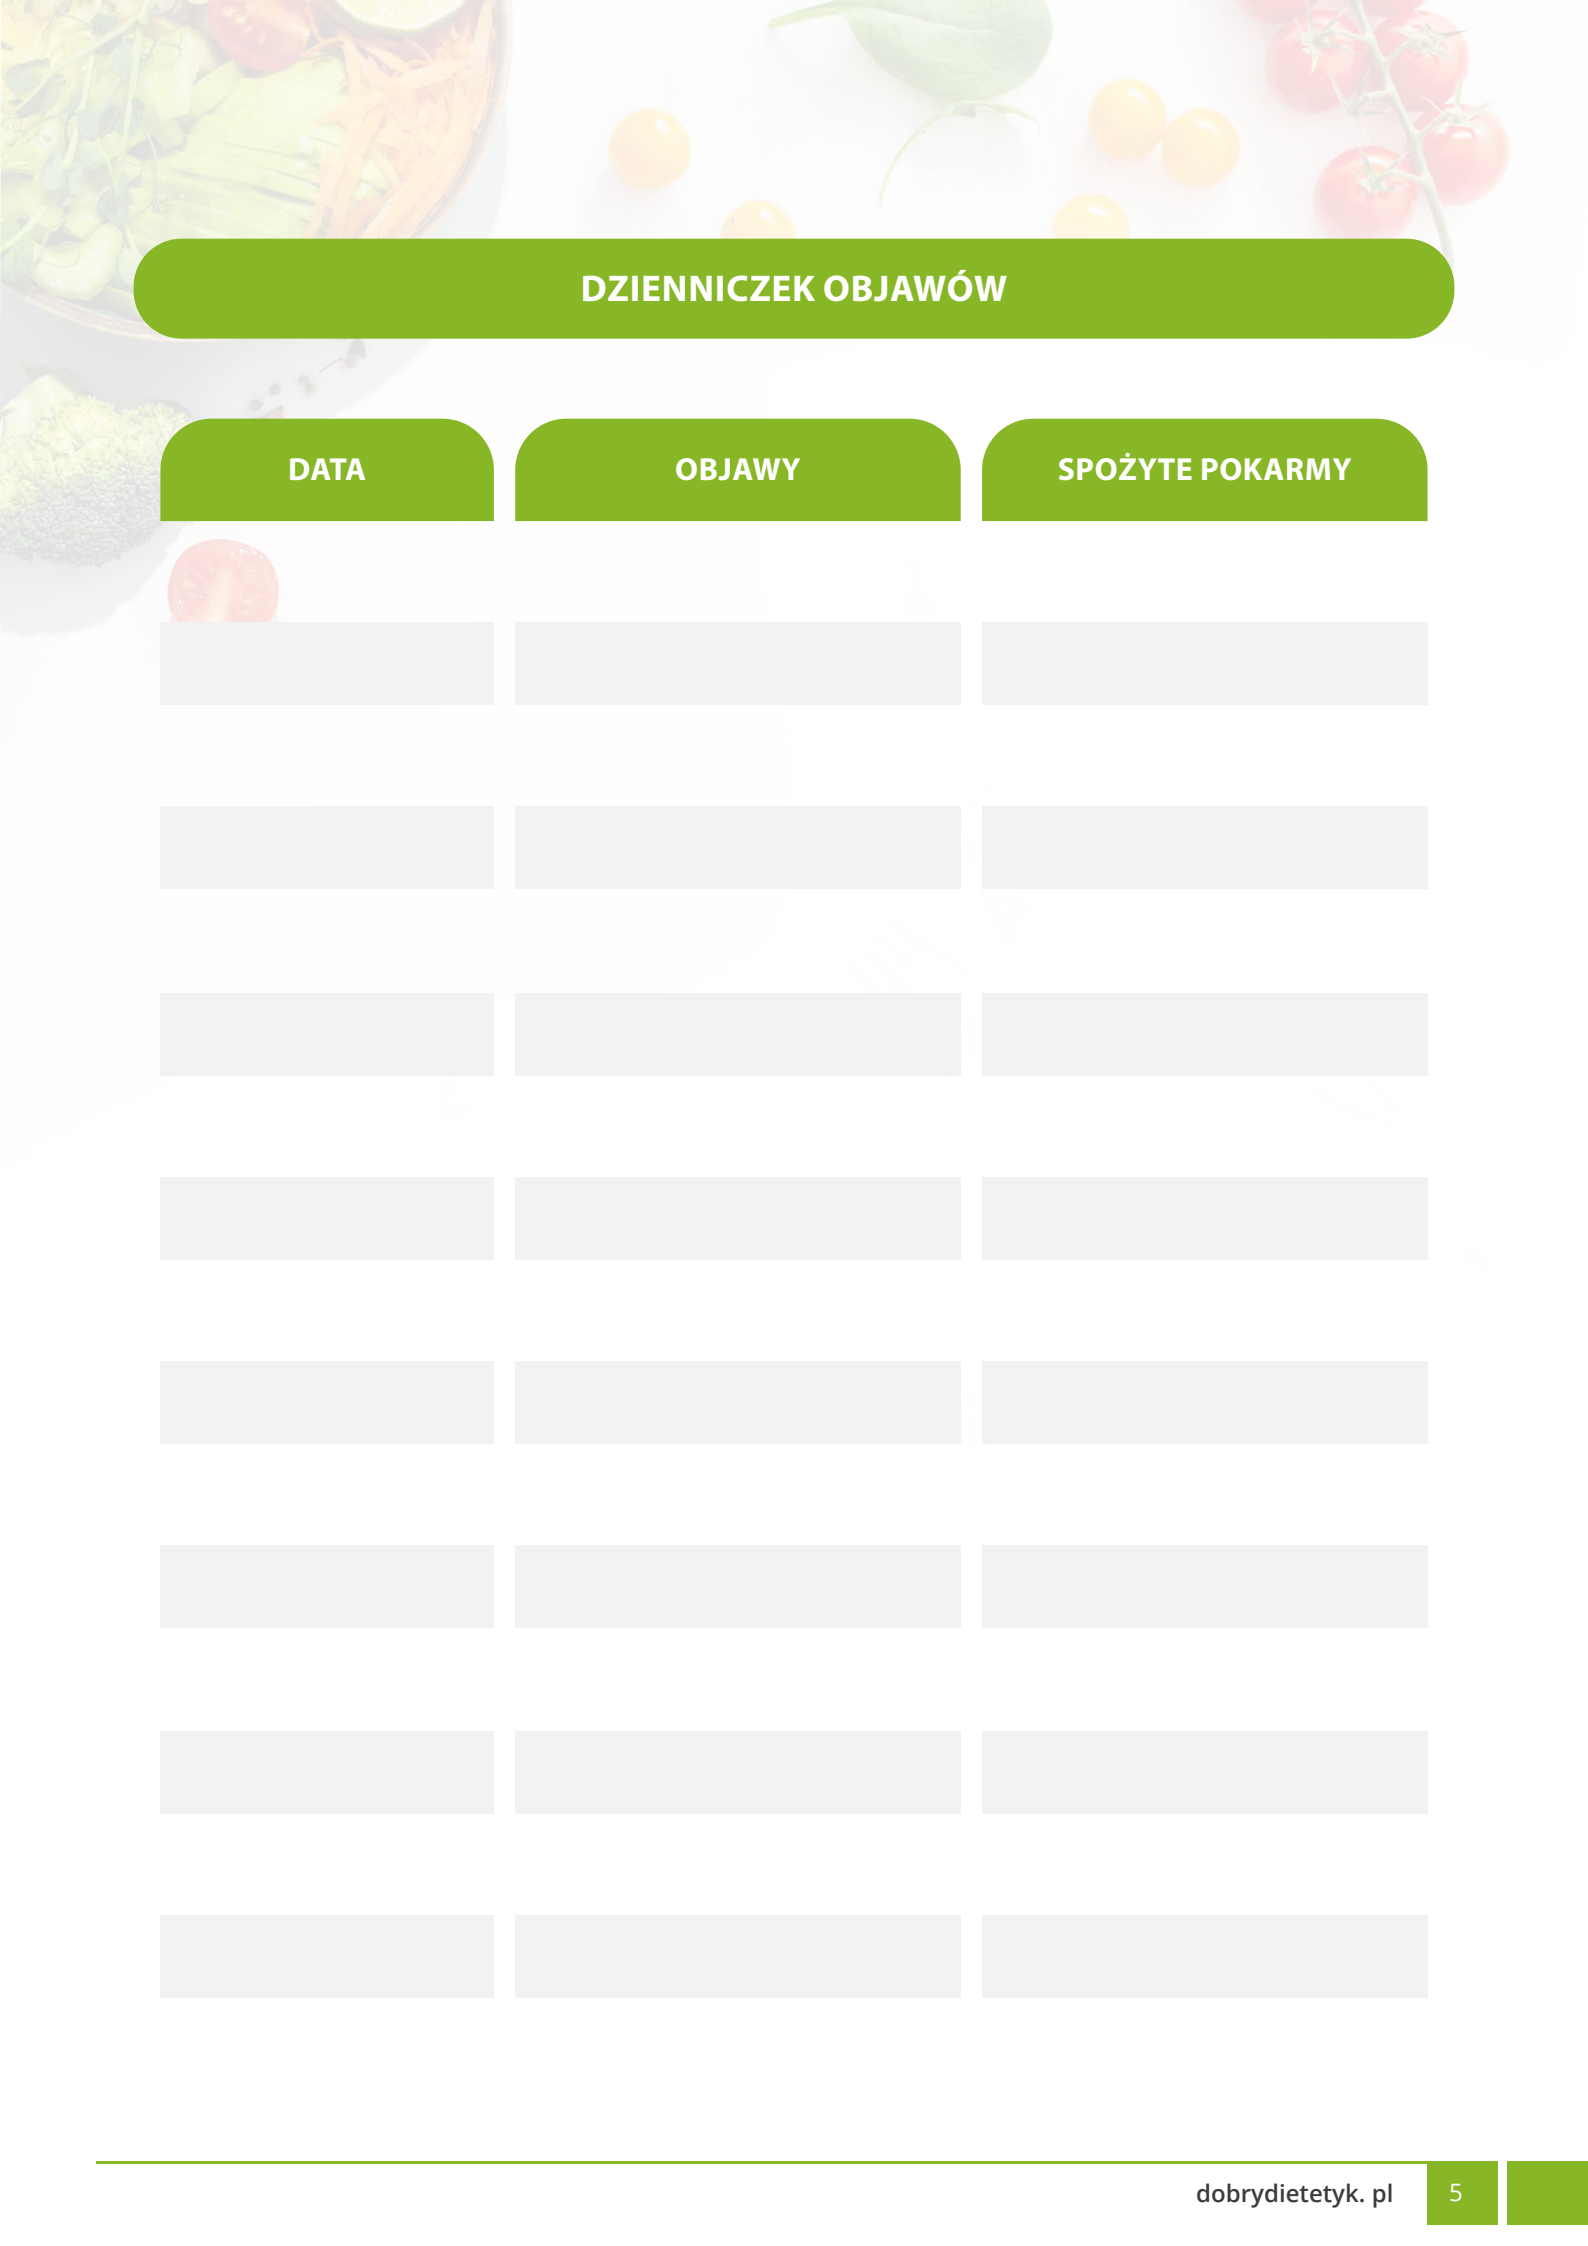 DZIENNICZEK OBJAWÓW
DATA
OBJAWY
SPOŻYTE POKARMY
dobrydietetyk. pl
5